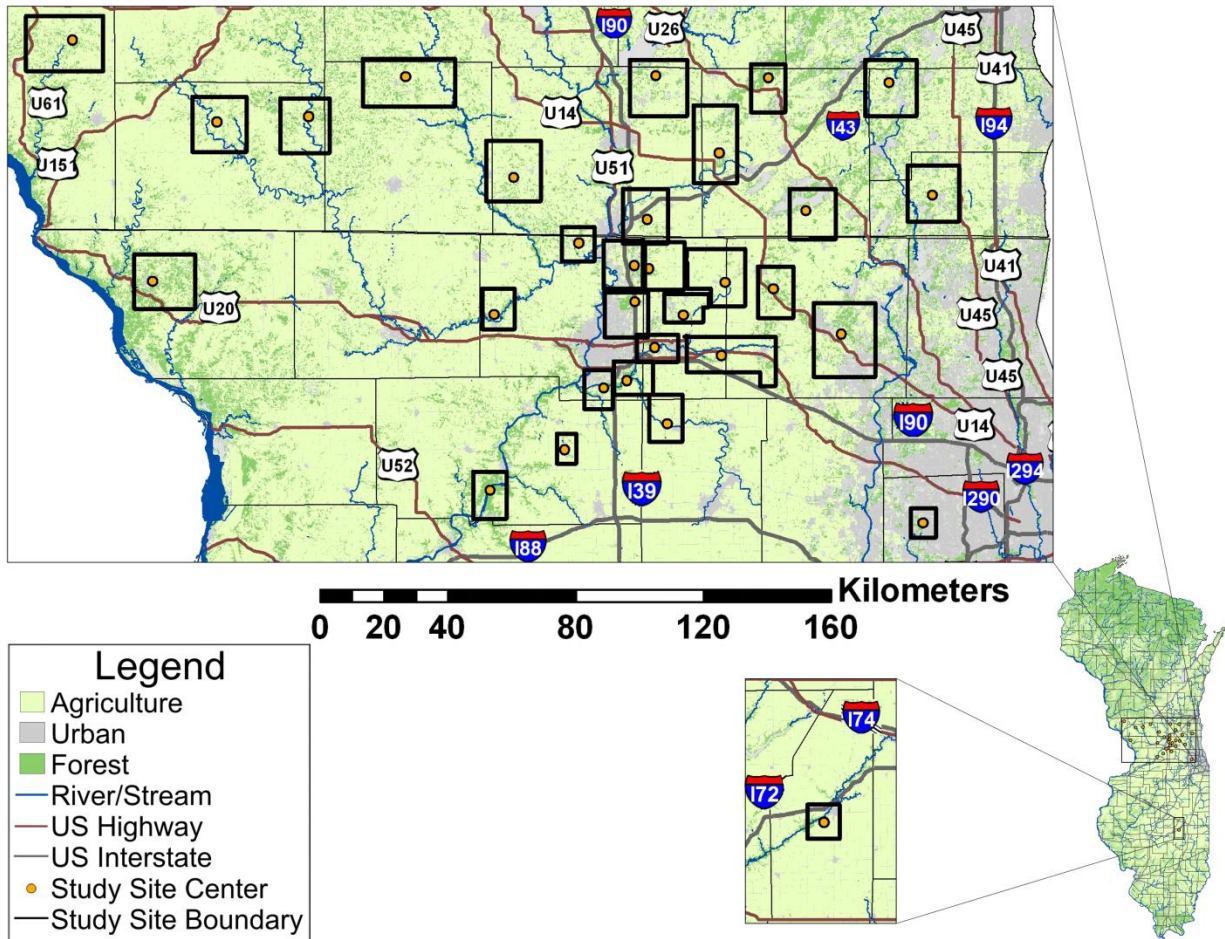 I90
U26
U45
U41
U61
U14
I43
I94
U151
U51
U41
U20
U45
U45
I90
U14
U52
I294
I39
I290
I88
Kilometers
0 20 40 80 120 160
Legend
Agriculture
Urban
Forest
River/Stream
US Highway
US Interstate
Study Site Center
Study Site Boundary
I74
I72